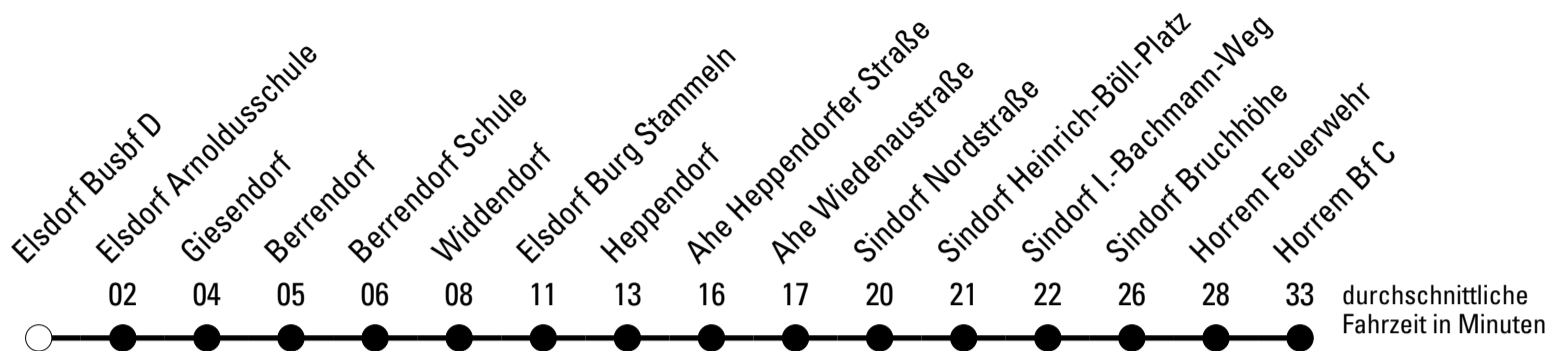 Elsdorf Busbf D
Elsdorf Arnoldusschule
Giesendorf
Berrendorf
Berrendorf Schule
Widdendorf
Elsdorf Burg Stammeln
Heppendorf
Ahe Heppendorfer Straße
Ahe Wiedenaustraße
Sindorf Nordstraße
Sindorf Heinrich-Böll-Platz
Sindorf I.-Bachmann-Weg
Sindorf Bruchhöhe
Horrem Feuerwehr
Horrem Bf C
02 04 05 06 08 11 13 16 17 20 21 22 26 28 33
durchschnittliche
Fahrzeit in Minuten